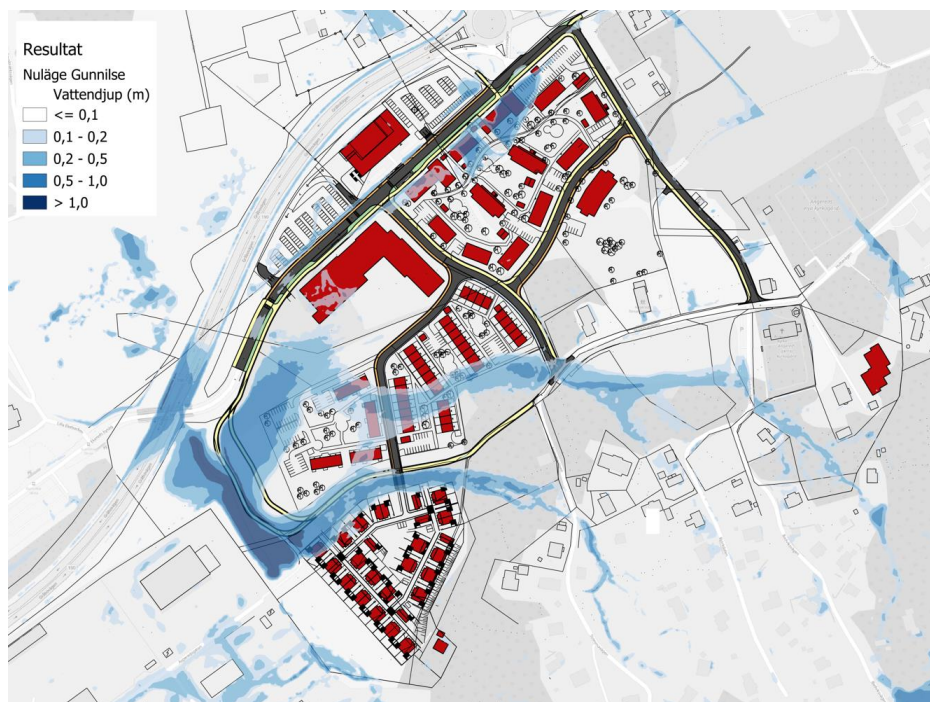 Resultat
Nuläge Gunnilse
Vattendjup (m)
<= 0,1
0,1 - 0,2
0,2 - 0,5
0,5 - 1,0
> 1,0